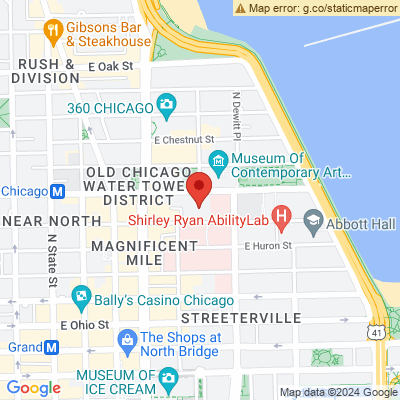 Map error: g.co/staticmaperror
Gibsons Bar
& Steakhouse
RUSH &
DIVISION
E Oak St
360 CHICAGO
N Dewitt Pl
E Chestnut St
Museum Of
Contemporary Art...
OLD CHICAGO
WATER TOWER
DISTRICT
Chicago M
Shirley Ryan AbilityLab
H
Abbott Hall
NEAR NORTH
N State St
MAGNIFICENT
MILE
E Huron St
Bally's Casino Chicago
E Ohio St
STREETERVILLE
41
The Shops at
North Bridge
Grand M
MUSEUM OF
ICE CREAM
Google
Map data ©2024 Google